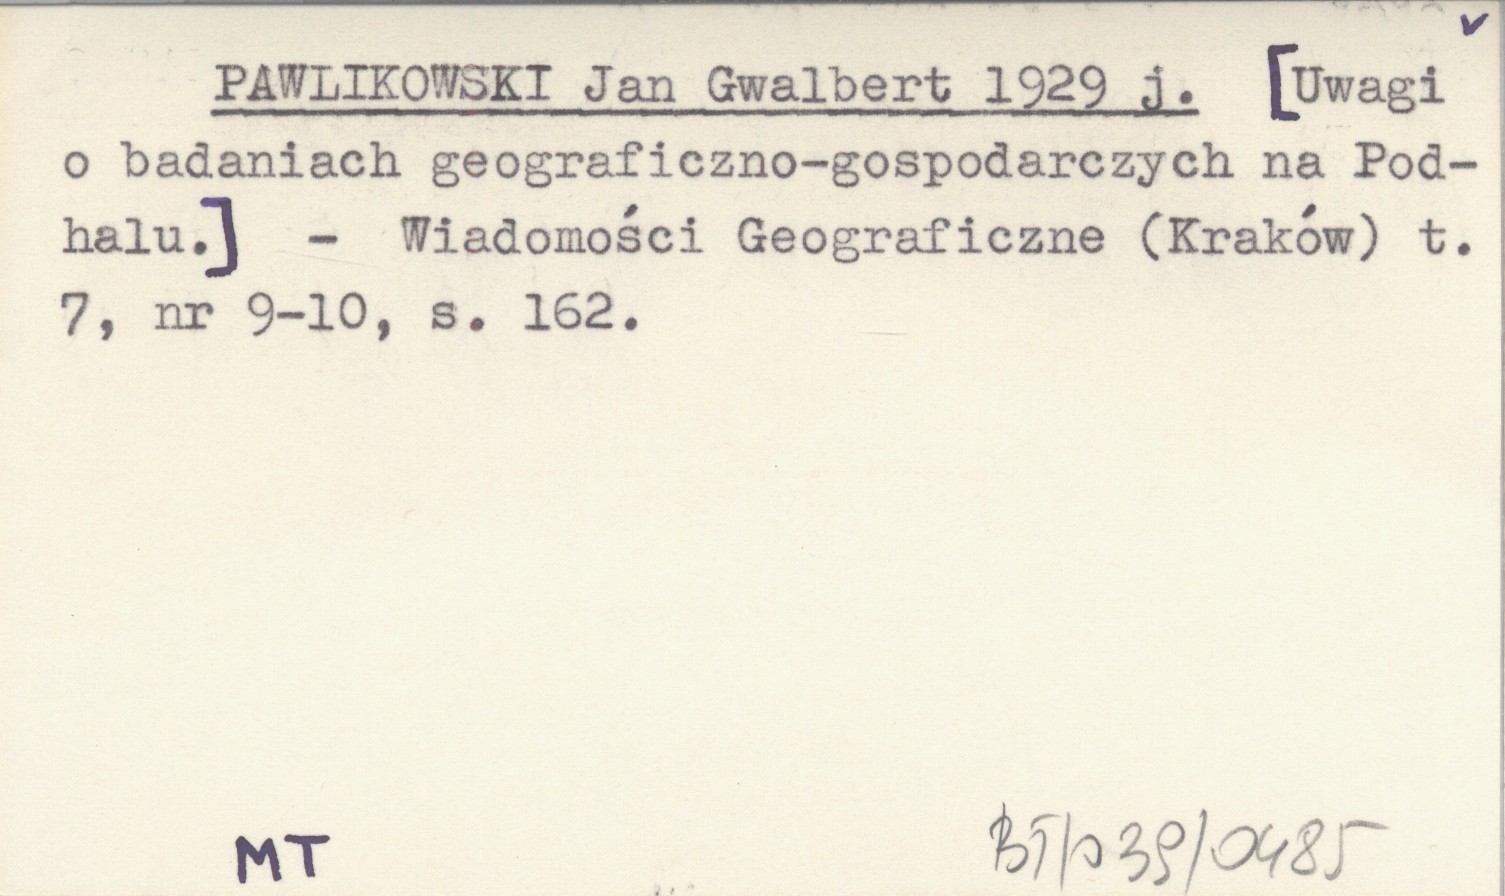 PAWLIKOWSKI Jan Gwalbert 1929 j. [Uwagi
o badaniach geograficzno-gospodarczych na Pod-
halu.] - Wiadomości Geograficzne (Kraków) t.
7, nr 9-10, s. 162.
MT